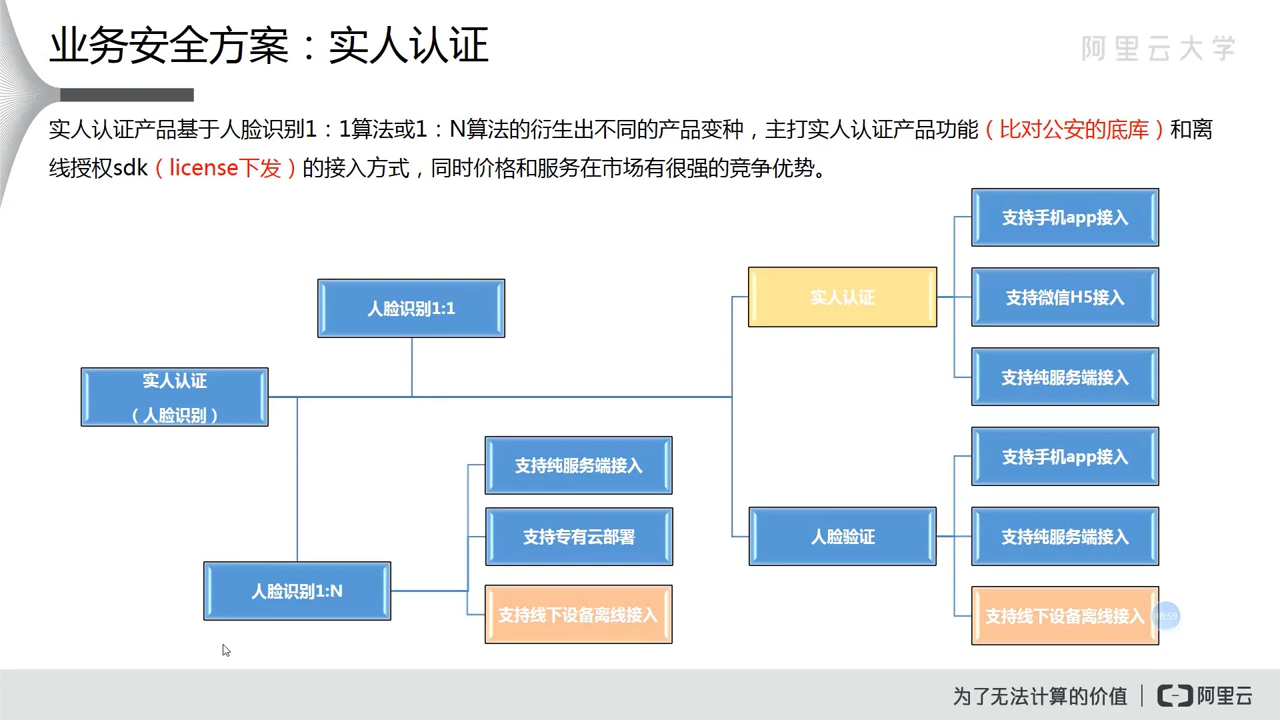 业务安全方案：实人认证
阿里云大学
实人认证产品基于人脸识别1：1算法或1：N算法的衍生出不同的产品变种，主打实人认证产品功能（比对公安的底库）和离
线授权sdk（license下发）的接入方式，同时价格和服务在市场有很强的竞争优势。
支持手机app接入
人脸识别1:1
实人认证
支持微信H5接入
支持纯服务端接入
实人认证
（人脸识别）
支持纯服务端接入
支持手机app接入
支持专有云部署
人脸验证
支持纯服务端接入
人脸识别1:N
支持线下设备离线接入
支持线下设备离线接入
为了无法计算的价值
阿里云